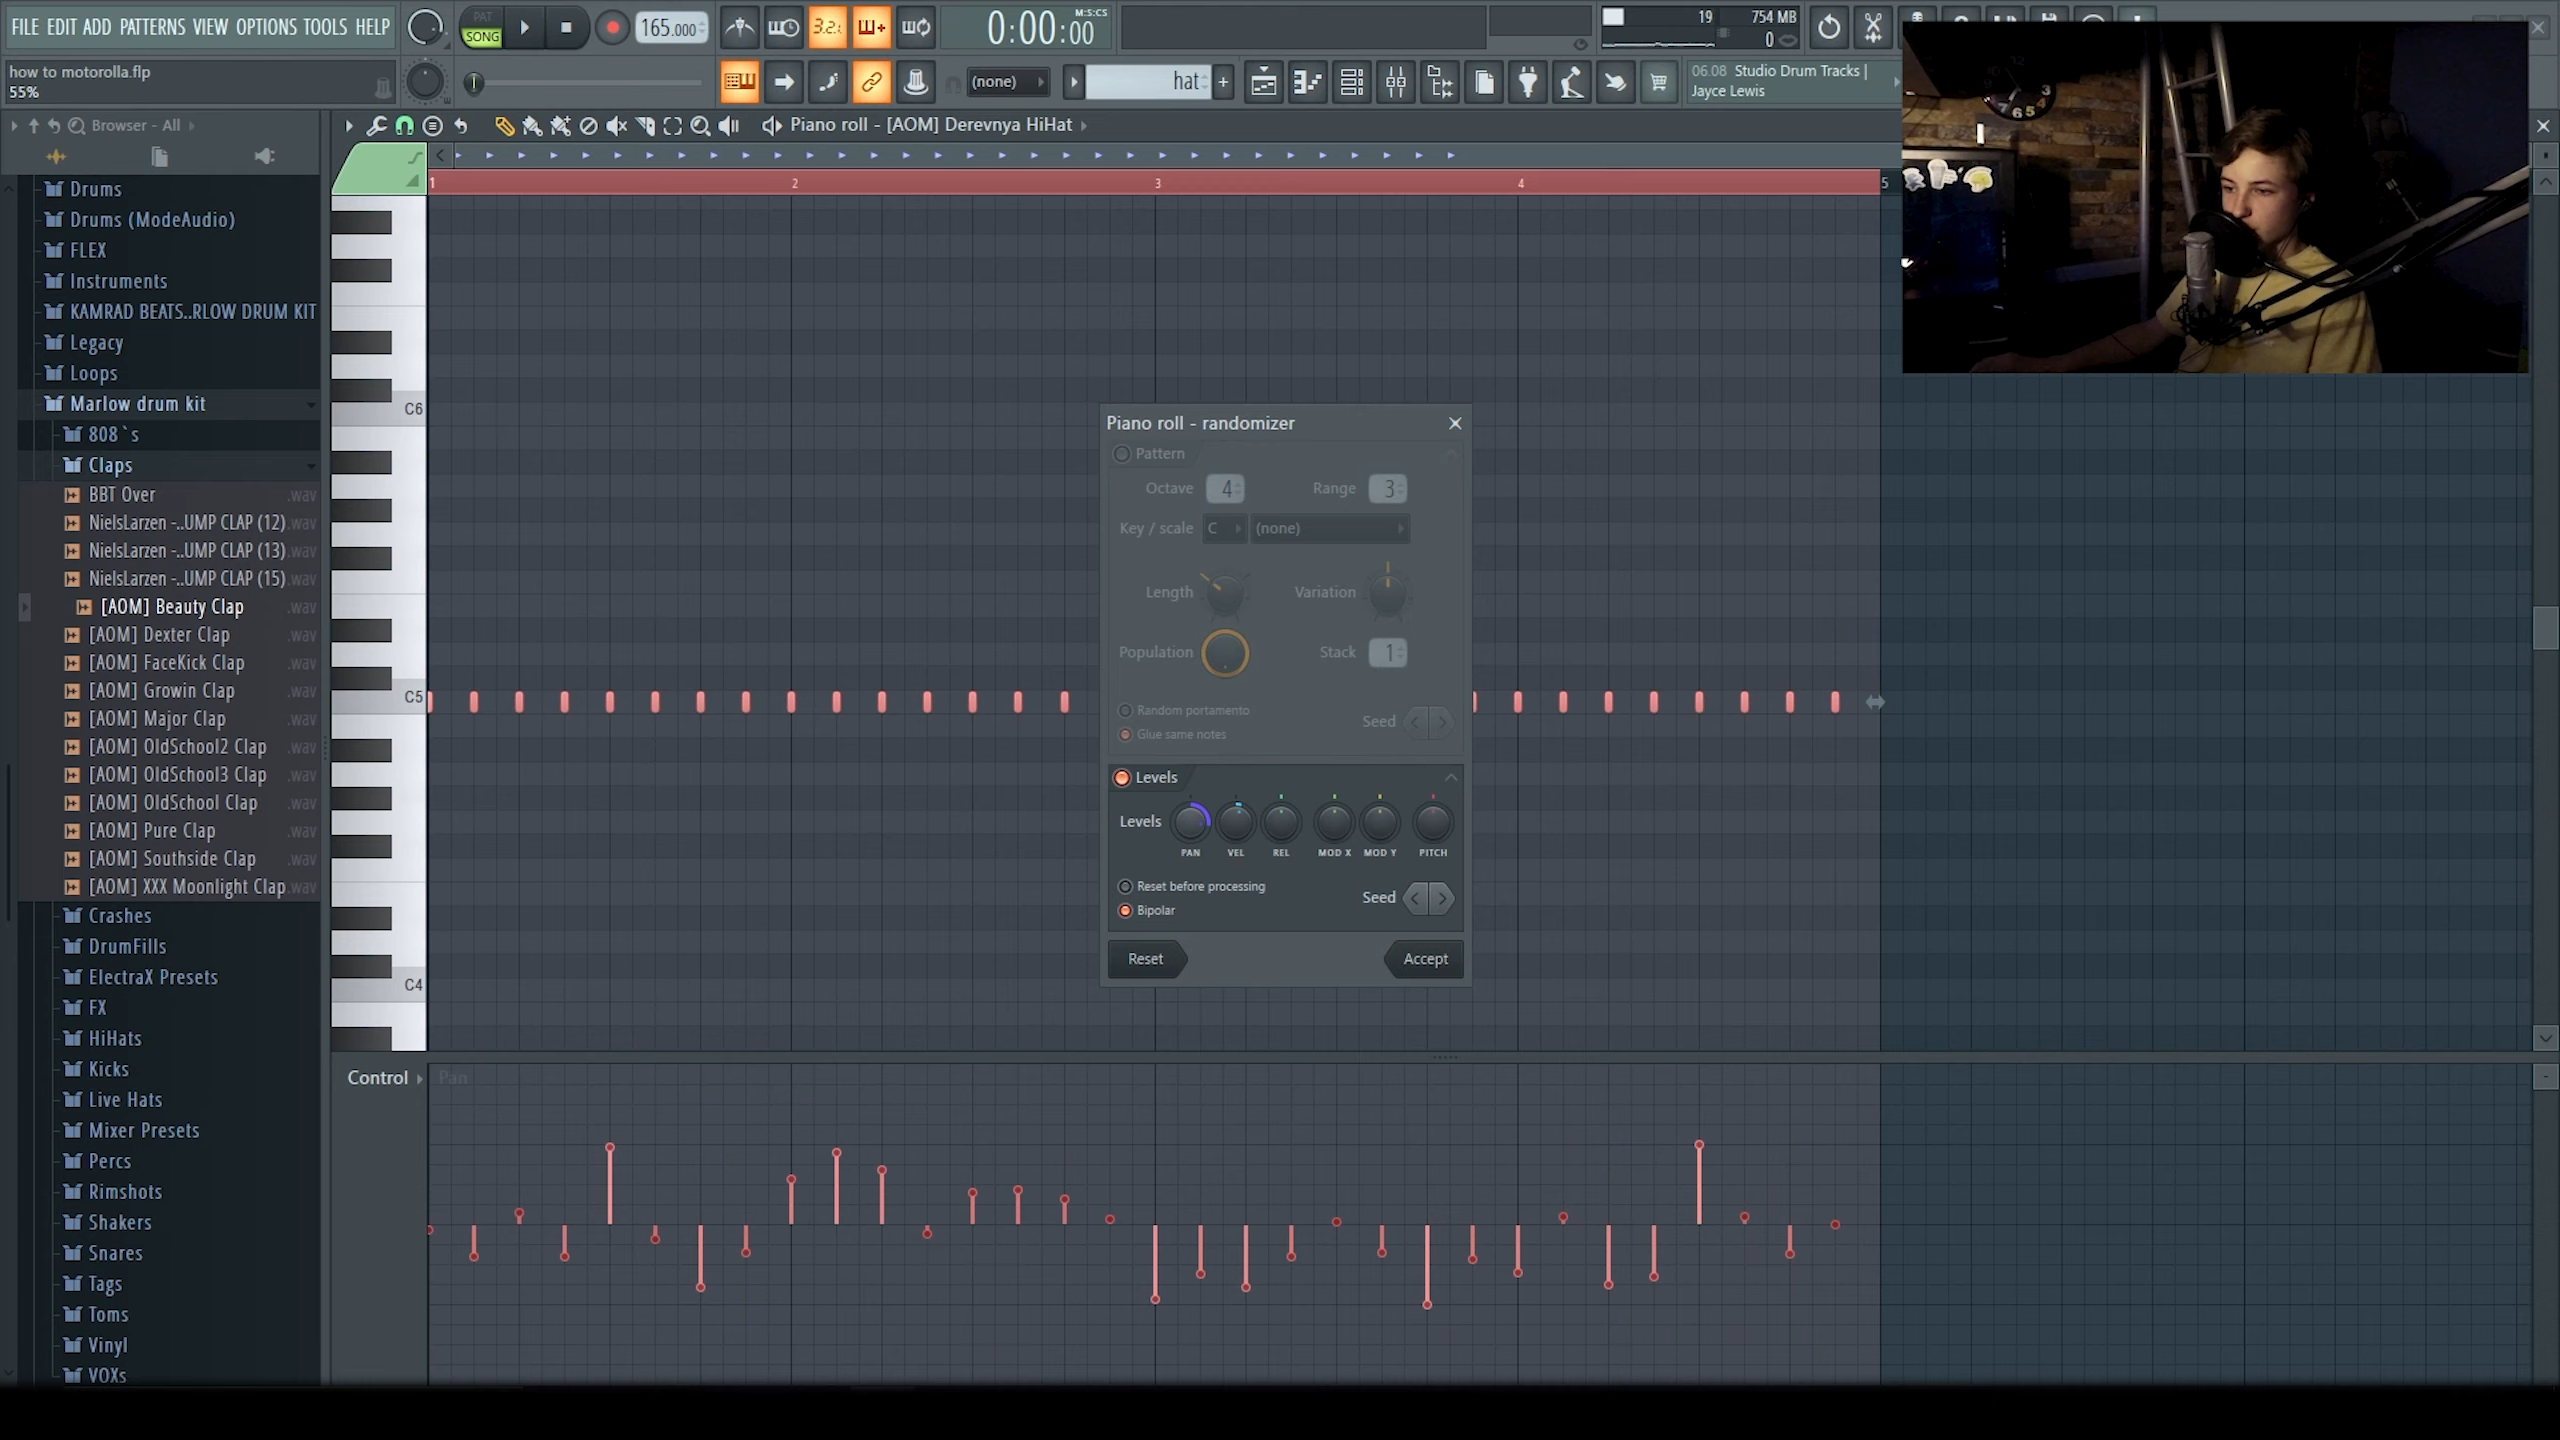 FILE EDIT ADD PATTERNS VIEW OPTIONS TOOLS HELP
PAT
SONG
165.000
3.2.
0:00:00
M:S:CS
19
754 MB
0
how to motorolla.flp
55%
(none)
hat
06.08 Studio Drum Tracks |
Jayce Lewis
Browser - All
Piano roll - [AOM] Derevnya HiHat
1
2
3
4
5
Drums
Drums (ModeAudio)
FLEX
Instruments
KAMRAD BEATS..RLOW DRUM KIT
Legacy
Loops
Marlow drum kit
808`s
Claps
BBT Over .wav
NielsLarzen -..UMP CLAP (12) .wav
NielsLarzen -..UMP CLAP (13) .wav
NielsLarzen -..UMP CLAP (15) .wav
[AOM] Beauty Clap .wav
[AOM] Dexter Clap .wav
[AOM] FaceKick Clap .wav
[AOM] Growin Clap .wav
[AOM] Major Clap .wav
[AOM] OldSchool2 Clap .wav
[AOM] OldSchool3 Clap .wav
[AOM] OldSchool Clap .wav
[AOM] Pure Clap .wav
[AOM] Southside Clap .wav
[AOM] XXX Moonlight Clap .wav
Crashes
DrumFills
ElectraX Presets
FX
HiHats
Kicks
Live Hats
Mixer Presets
Percs
Rimshots
Shakers
Snares
Tags
Toms
Vinyl
VOXs
C6
C5
C4
Piano roll - randomizer
Pattern
Octave 4 Range 3
Key / scale C (none)
Length Variation
Population Stack 1
Random portamento
Glue same notes
Seed
Levels
Levels
PAN VEL REL MOD X MOD Y PITCH
Reset before processing
Bipolar
Seed
Reset
Accept
Control
Pan